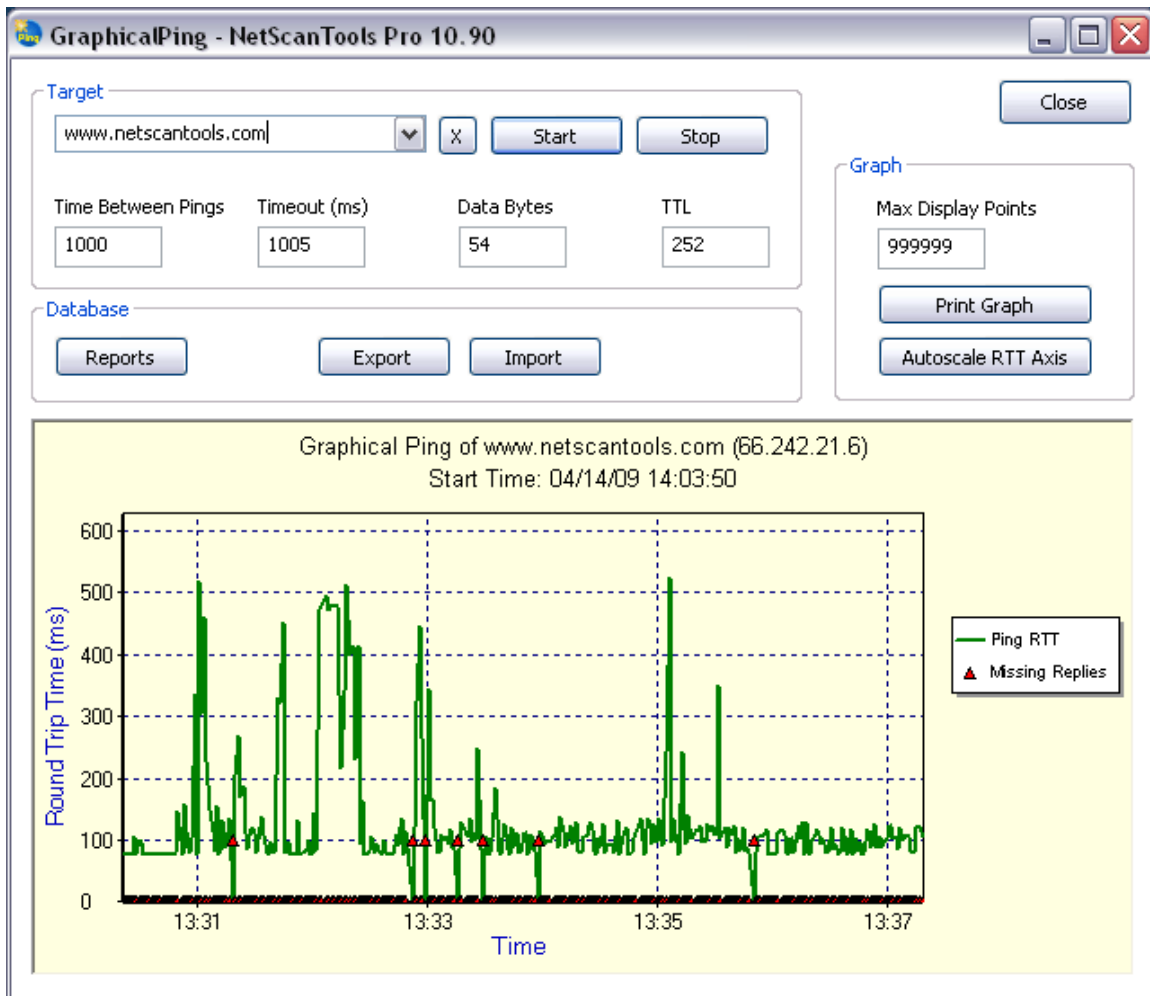 Ping GraphicalPing - NetScanTools Pro 10.90
Target
Close
www.netscantools.com X Start Stop
Graph
Time Between Pings Timeout (ms) Data Bytes TTL
Max Display Points
1000 1005 54 252
999999
Database
Print Graph
Reports Export Import
Autoscale RTT Axis
Graphical Ping of www.netscantools.com (66.242.21.6)
Start Time: 04/14/09 14:03:50
Round Trip Time (ms)
600
500
400
300
200
100
0
Ping RTT
Missing Replies
13:31 13:33 13:35 13:37
Time